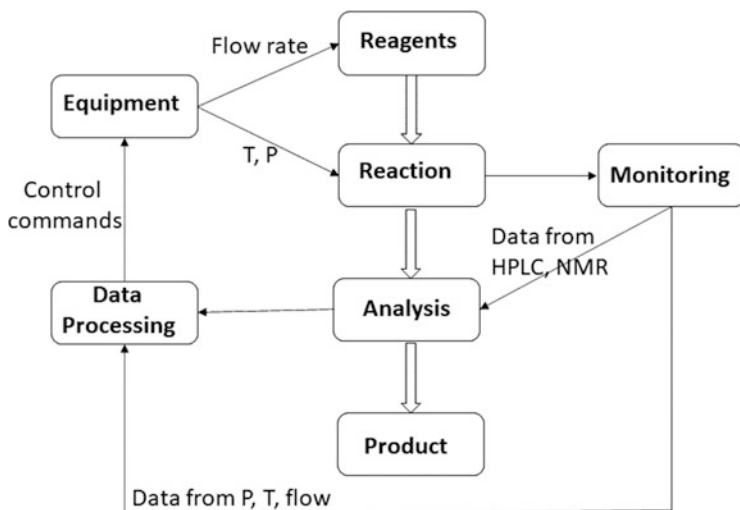 Reagents
Flow rate
Equipment
T, P
Reaction
Monitoring
Control
commands
Data from
HPLC, NMR
Data
Processing
Analysis
Product
Data from P, T, flow